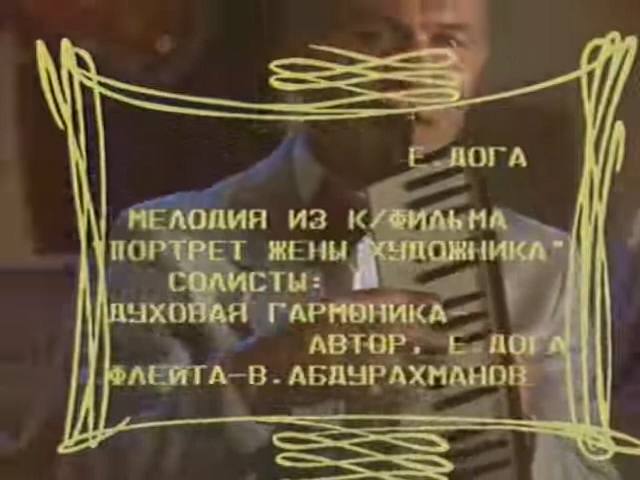 Е.ДОГА
МЕЛОДИЯ ИЗ К/ФИЛЬМА
"ПОРТРЕТ ЖЕНЫ ХУДОЖНИКА"
СОЛИСТЫ:
ДУХОВАЯ ГАРМОНИКА-
АВТОР, Е.ДОГА
ФЛЕЙТА-В.АБДУРАХМАНОВ